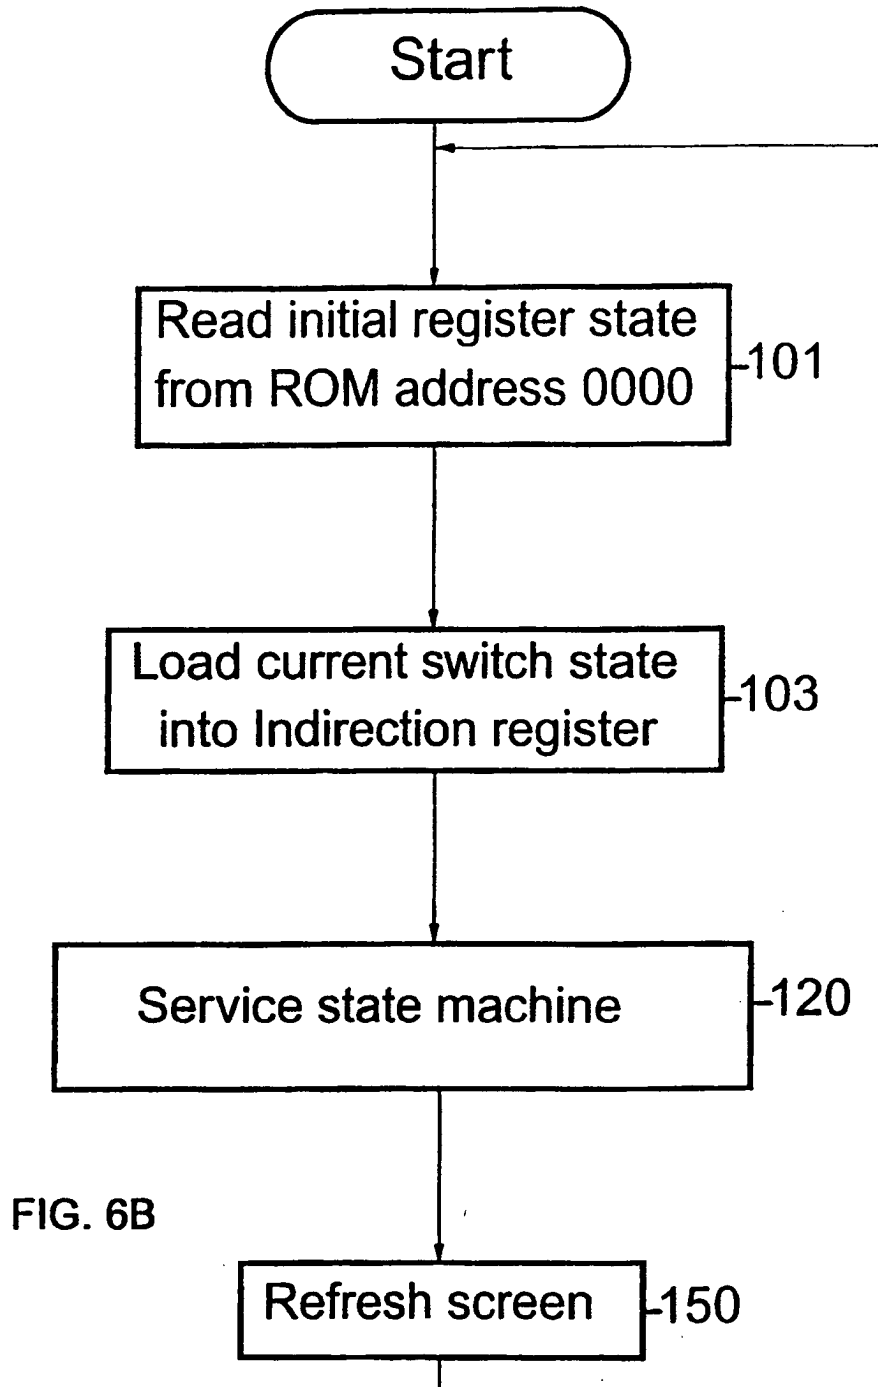 Start
Read initial register state
from ROM address 0000
101
Load current switch state
into Indirection register
103
Service state machine
120
FIG. 6B
Refresh screen
150